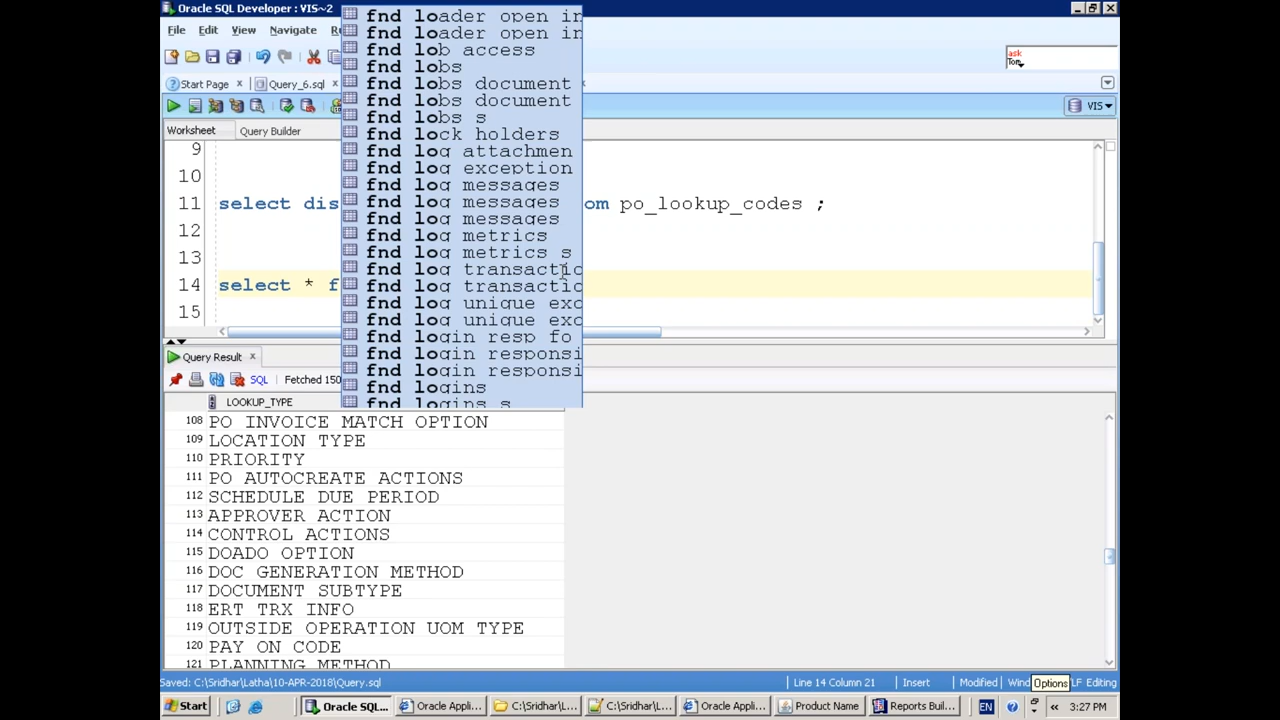 Oracle SQL Developer : VIS~2
File Edit View Navigate
ask Tom
Start Page Query_6.sql
VIS
Worksheet Query Builder
fnd loader open in
fnd loader open in
fnd lob access
fnd lobs
fnd lobs document
fnd lobs document
fnd lobs s
fnd lock holders
fnd log attachmen
fnd log exception
fnd log messages
fnd log messages
fnd log messages
fnd log metrics
fnd log metrics s
fnd log transactio
fnd log transactio
fnd log unique exc
fnd log unique exc
fnd login resp fo
fnd login responsi
fnd login responsi
fnd logins
fnd logins s
9
10
11 select dis om po_lookup_codes ;
12
13
14 select * f
15
Query Result
SQL Fetched 150
LOOKUP_TYPE
108 PO INVOICE MATCH OPTION
109 LOCATION TYPE
110 PRIORITY
111 PO AUTOCREATE ACTIONS
112 SCHEDULE DUE PERIOD
113 APPROVER ACTION
114 CONTROL ACTIONS
115 DOADO OPTION
116 DOC GENERATION METHOD
117 DOCUMENT SUBTYPE
118 ERT TRX INFO
119 OUTSIDE OPERATION UOM TYPE
120 PAY ON CODE
121 PLANNING METHOD
Saved: C:\Sridhar\Latha\10-APR-2018\Query.sql Line 14 Column 21 Insert Modified Wind Options LF Editing
Start Oracle SQL... Oracle Appli... C:\Sridhar\L... C:\Sridhar\L... Oracle Appli... Product Name Reports Buil... EN 3:27 PM